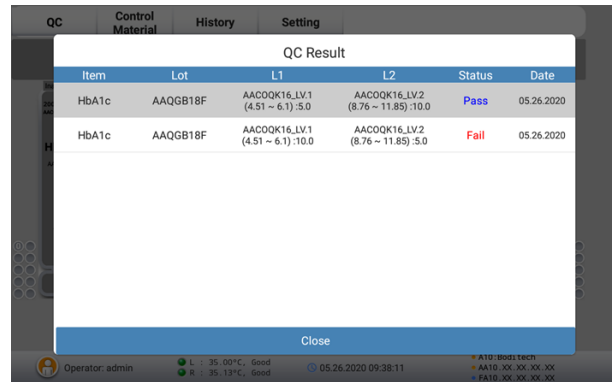 QC
Control
Material
History
Setting
QC Result
Item Lot L1 L2 Status Date
HbA1c AAQGB18F AACOQK16_LV.1 AACOQK16_LV.2 Pass 05.26.2020
(4.51 ~ 6.1) :5.0 (8.76 ~ 11.85) :10.0
HbA1c AAQGB18F AACOQK16_LV.1 AACOQK16_LV.2 Fail 05.26.2020
(4.51 ~ 6.1) :10.0 (8.76 ~ 11.85) :5.0
Close
Operator: admin
L : 35.00°C, Good
R : 35.13°C, Good
05.26.2020 09:38:11
A10:Boditech
AA10.XX.XX.XX.XX
FA10.XX.XX.XX.XX